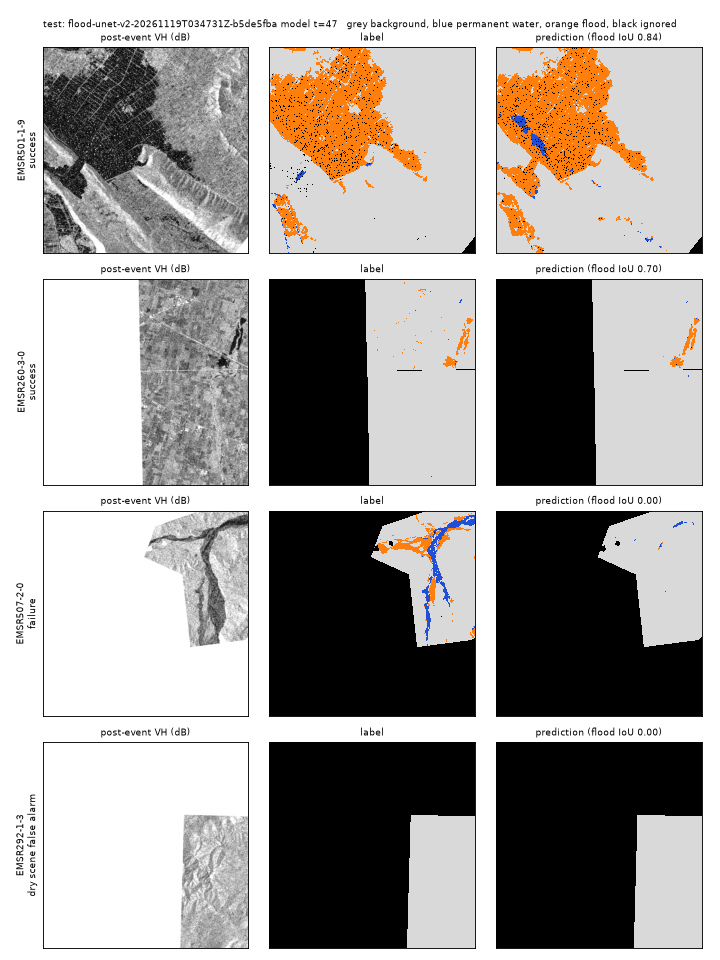 test: flood-unet-v2-20261119T034731Z-b5de5fba model t=47   grey background, blue permanent water, orange flood, black ignored
post-event VH (dB)
label
prediction (flood IoU 0.84)
EMSR501-1-9
success
post-event VH (dB)
label
prediction (flood IoU 0.70)
EMSR260-3-0
success
post-event VH (dB)
label
prediction (flood IoU 0.00)
EMSR507-2-0
failure
post-event VH (dB)
label
prediction (flood IoU 0.00)
EMSR292-1-3
dry scene false alarm